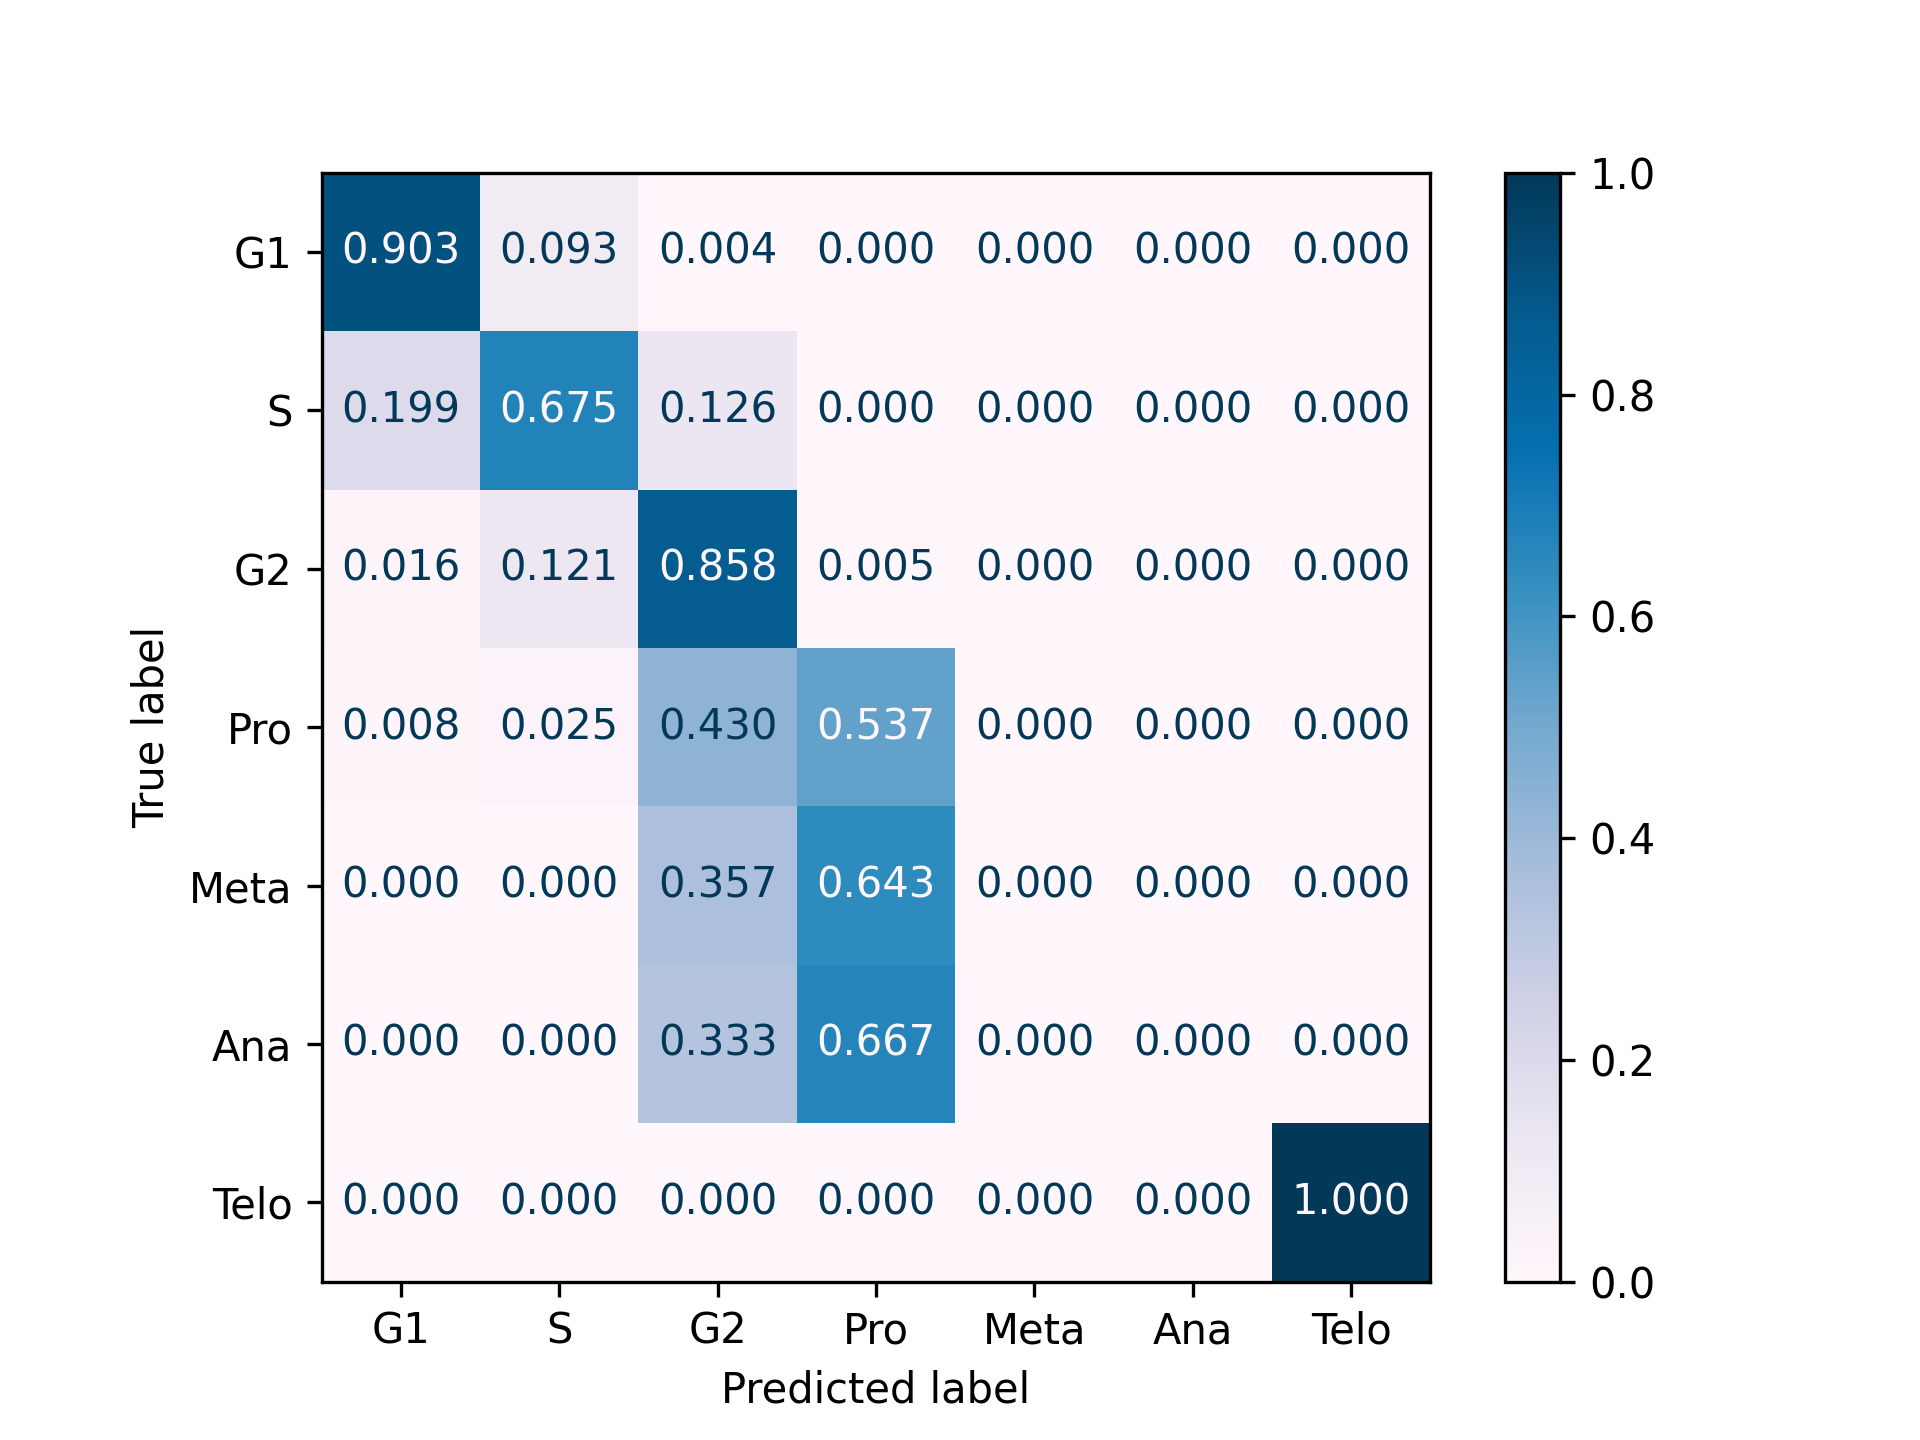 G1 0.903 0.093 0.004 0.000 0.000 0.000 0.000
S 0.199 0.675 0.126 0.000 0.000 0.000 0.000
G2 0.016 0.121 0.858 0.005 0.000 0.000 0.000
Pro 0.008 0.025 0.430 0.537 0.000 0.000 0.000
Meta 0.000 0.000 0.357 0.643 0.000 0.000 0.000
Ana 0.000 0.000 0.333 0.667 0.000 0.000 0.000
Telo 0.000 0.000 0.000 0.000 0.000 0.000 1.000
G1 S G2 Pro Meta Ana Telo
Predicted label
True label
1.0
0.8
0.6
0.4
0.2
0.0